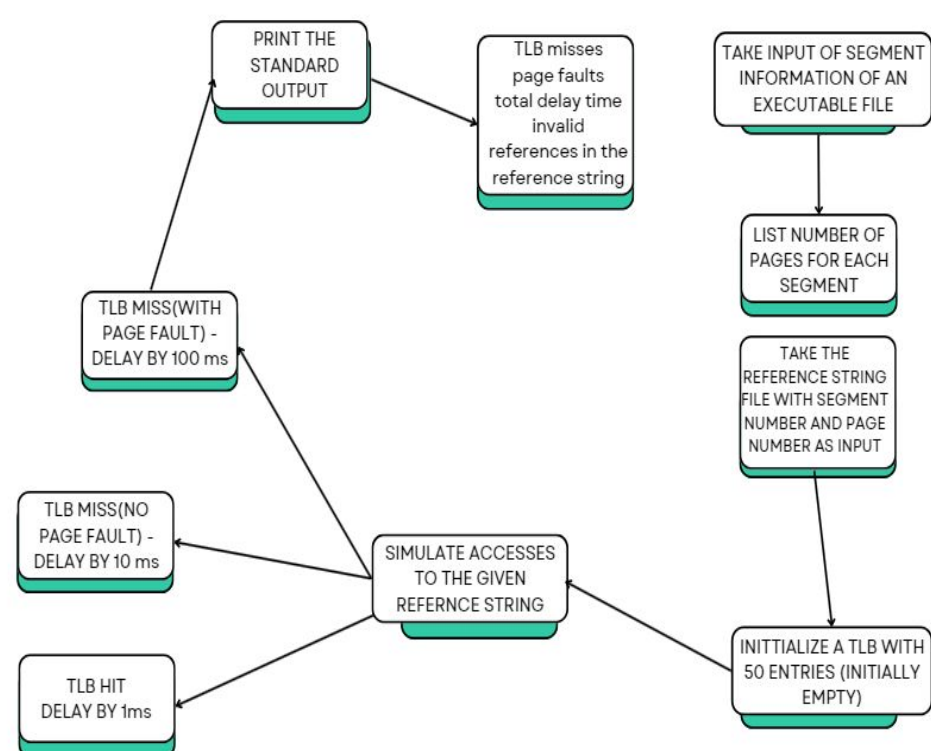 PRINT THE
STANDARD
OUTPUT
TLB misses
page faults
total delay time
invalid
references in the
reference string
TAKE INPUT OF SEGMENT
INFORMATION OF AN
EXECUTABLE FILE
LIST NUMBER OF
PAGES FOR EACH
SEGMENT
TLB MISS(WITH
PAGE FAULT) -
DELAY BY 100 ms
TAKE THE
REFERENCE STRING
FILE WITH SEGMENT
NUMBER AND PAGE
NUMBER AS INPUT
TLB MISS(NO
PAGE FAULT) -
DELAY BY 10 ms
SIMULATE ACCESSES
TO THE GIVEN
REFERNCE STRING
INITTIALIZE A TLB WITH
50 ENTRIES (INITIALLY
EMPTY)
TLB HIT
DELAY BY 1ms